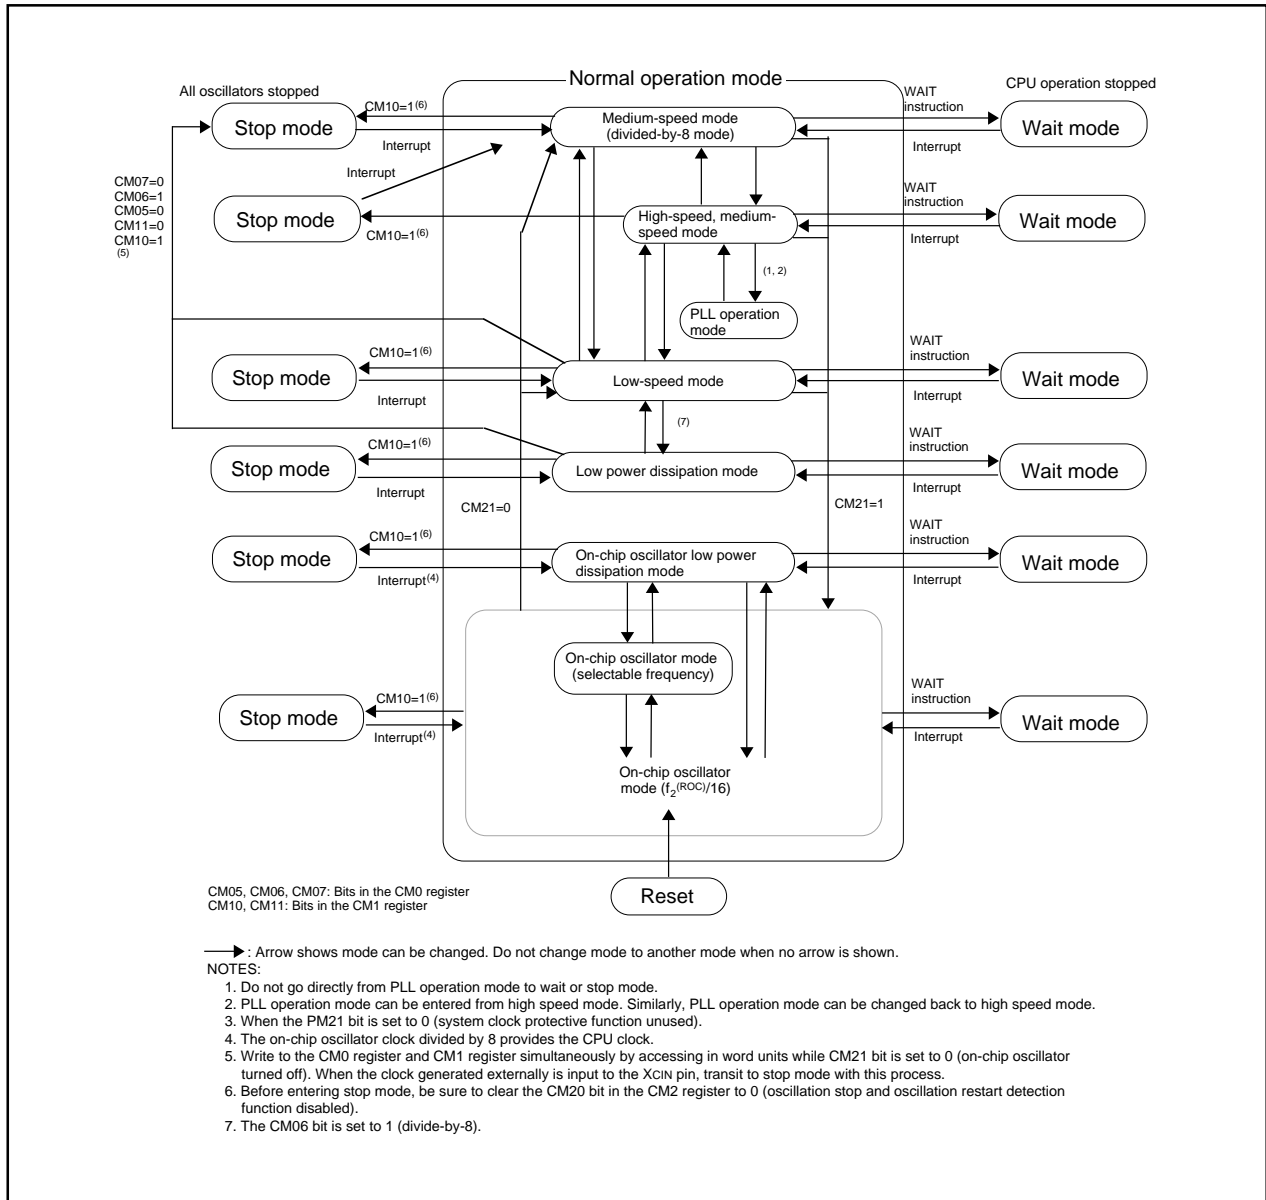 Normal operation mode
All oscillators stopped
CPU operation stopped
Stop mode
CM10=1(6)
Interrupt
Medium-speed mode
(divided-by-8 mode)
WAIT
instruction
Interrupt
Wait mode
CM07=0
CM06=1
CM05=0
CM11=0
CM10=1
(5)
Interrupt
Stop mode
CM10=1(6)
High-speed, medium-
speed mode
WAIT
instruction
Interrupt
Wait mode
(1, 2)
PLL operation
mode
Stop mode
CM10=1(6)
Interrupt
Low-speed mode
WAIT
instruction
Interrupt
Wait mode
(7)
Stop mode
CM10=1(6)
Interrupt
Low power dissipation mode
WAIT
instruction
Interrupt
Wait mode
CM21=0
CM21=1
Stop mode
CM10=1(6)
Interrupt(4)
On-chip oscillator low power
dissipation mode
WAIT
instruction
Interrupt
Wait mode
On-chip oscillator mode
(selectable frequency)
Stop mode
CM10=1(6)
Interrupt(4)
WAIT
instruction
Interrupt
Wait mode
On-chip oscillator
mode (f2(ROC)/16)
Reset
CM05, CM06, CM07: Bits in the CM0 register
CM10, CM11: Bits in the CM1 register
: Arrow shows mode can be changed. Do not change mode to another mode when no arrow is shown.
NOTES:
1. Do not go directly from PLL operation mode to wait or stop mode.
2. PLL operation mode can be entered from high speed mode. Similarly, PLL operation mode can be changed back to high speed mode.
3. When the PM21 bit is set to 0 (system clock protective function unused).
4. The on-chip oscillator clock divided by 8 provides the CPU clock.
5. Write to the CM0 register and CM1 register simultaneously by accessing in word units while CM21 bit is set to 0 (on-chip oscillator
turned off). When the clock generated externally is input to the XCIN pin, transit to stop mode with this process.
6. Before entering stop mode, be sure to clear the CM20 bit in the CM2 register to 0 (oscillation stop and oscillation restart detection
function disabled).
7. The CM06 bit is set to 1 (divide-by-8).